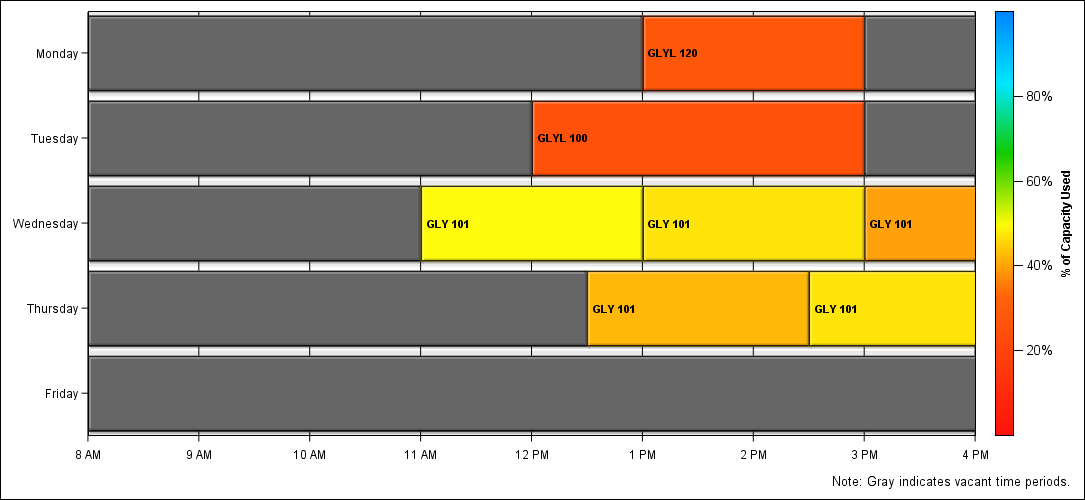 Monday
GLYL 120
Tuesday
GLYL 100
Wednesday
GLY 101
GLY 101
GLY 101
Thursday
GLY 101
GLY 101
Friday
8 AM
9 AM
10 AM
11 AM
12 PM
1 PM
2 PM
3 PM
4 PM
80%
60%
40%
20%
% of Capacity Used
Note: Gray indicates vacant time periods.